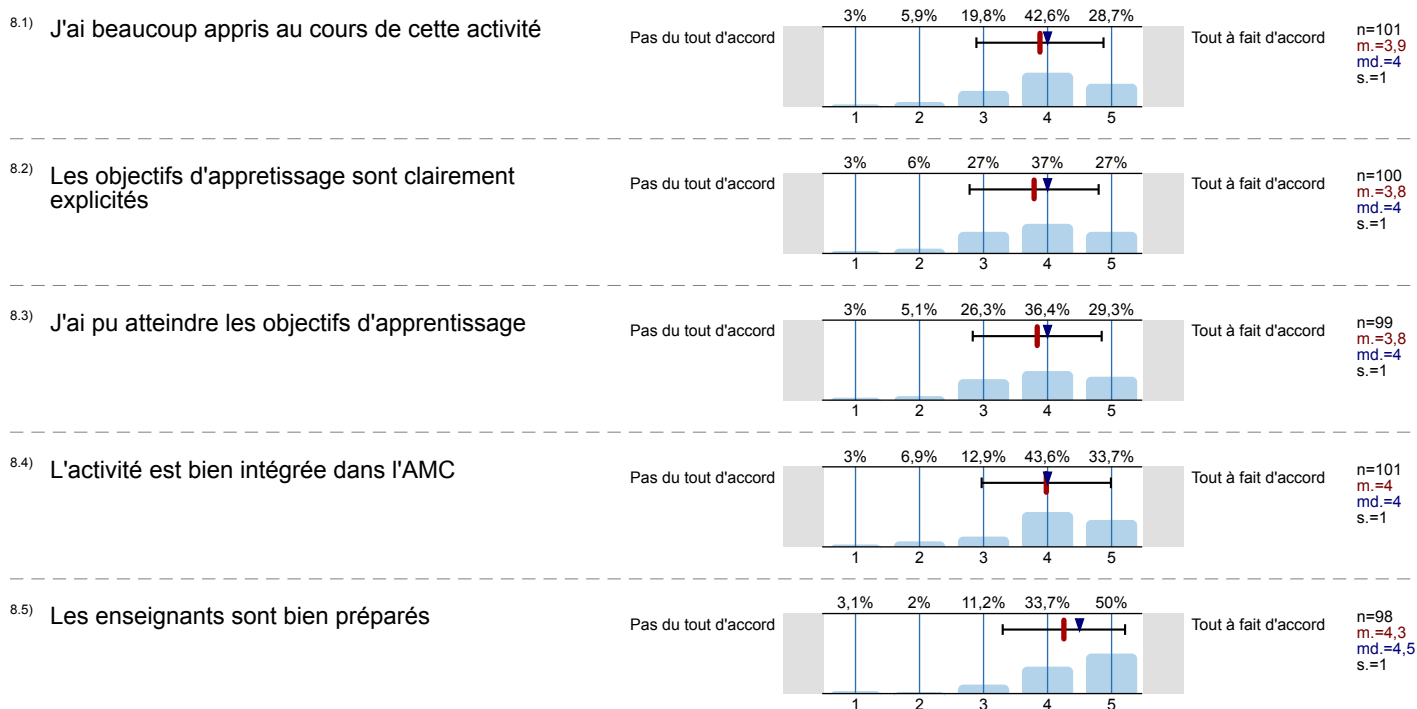 8.1) J'ai beaucoup appris au cours de cette activité
Pas du tout d'accord
3% 5,9% 19,8% 42,6% 28,7%
1 2 3 4 5
Tout à fait d'accord
n=101
m.=3,9
md.=4
s.=1
8.2) Les objectifs d'appretissage sont clairement
explicités
Pas du tout d'accord
3% 6% 27% 37% 27%
1 2 3 4 5
Tout à fait d'accord
n=100
m.=3,8
md.=4
s.=1
8.3) J'ai pu atteindre les objectifs d'apprentissage
Pas du tout d'accord
3% 5,1% 26,3% 36,4% 29,3%
1 2 3 4 5
Tout à fait d'accord
n=99
m.=3,8
md.=4
s.=1
8.4) L'activité est bien intégrée dans l'AMC
Pas du tout d'accord
3% 6,9% 12,9% 43,6% 33,7%
1 2 3 4 5
Tout à fait d'accord
n=101
m.=4
md.=4
s.=1
8.5) Les enseignants sont bien préparés
Pas du tout d'accord
3,1% 2% 11,2% 33,7% 50%
1 2 3 4 5
Tout à fait d'accord
n=98
m.=4,3
md.=4,5
s.=1